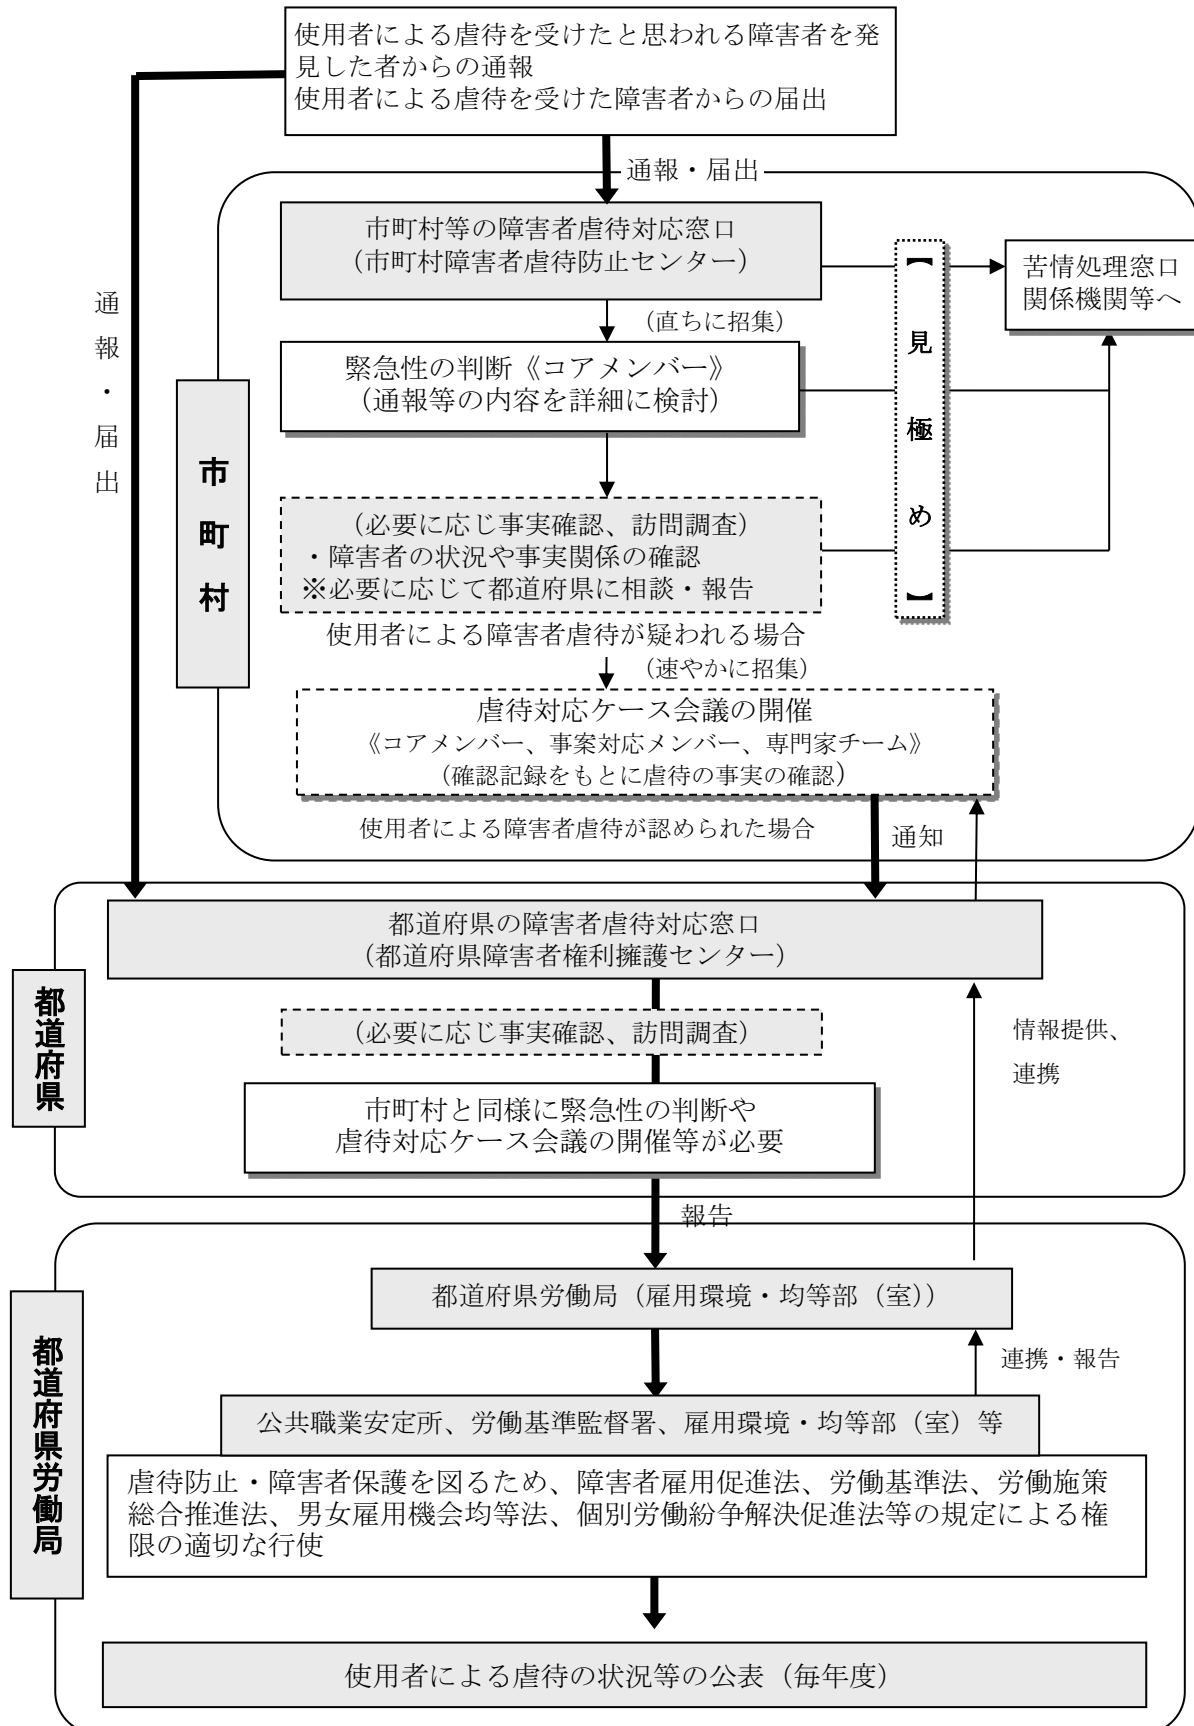 使用者による虐待を受けたと思われる障害者を発
見した者からの通報
使用者による虐待を受けた障害者からの届出
通報・届出
通報・届出
市町村
市町村等の障害者虐待対応窓口
（市町村障害者虐待防止センター）
（直ちに招集）
【見極め】
苦情処理窓口
関係機関等へ
緊急性の判断《コアメンバー》
（通報等の内容を詳細に検討）
（必要に応じ事実確認、訪問調査）
・障害者の状況や事実関係の確認
※必要に応じて都道府県に相談・報告
使用者による障害者虐待が疑われる場合
（速やかに招集）
虐待対応ケース会議の開催
《コアメンバー、事案対応メンバー、専門家チーム》
（確認記録をもとに虐待の事実の確認）
使用者による障害者虐待が認められた場合
通知
都道府県
都道府県の障害者虐待対応窓口
（都道府県障害者権利擁護センター）
（必要に応じ事実確認、訪問調査）
情報提供、
連携
市町村と同様に緊急性の判断や
虐待対応ケース会議の開催等が必要
報告
都道府県労働局
都道府県労働局（雇用環境・均等部（室））
連携・報告
公共職業安定所、労働基準監督署、雇用環境・均等部（室）等
虐待防止・障害者保護を図るため、障害者雇用促進法、労働基準法、労働施策
総合推進法、男女雇用機会均等法、個別労働紛争解決促進法等の規定による権
限の適切な行使
使用者による虐待の状況等の公表（毎年度）